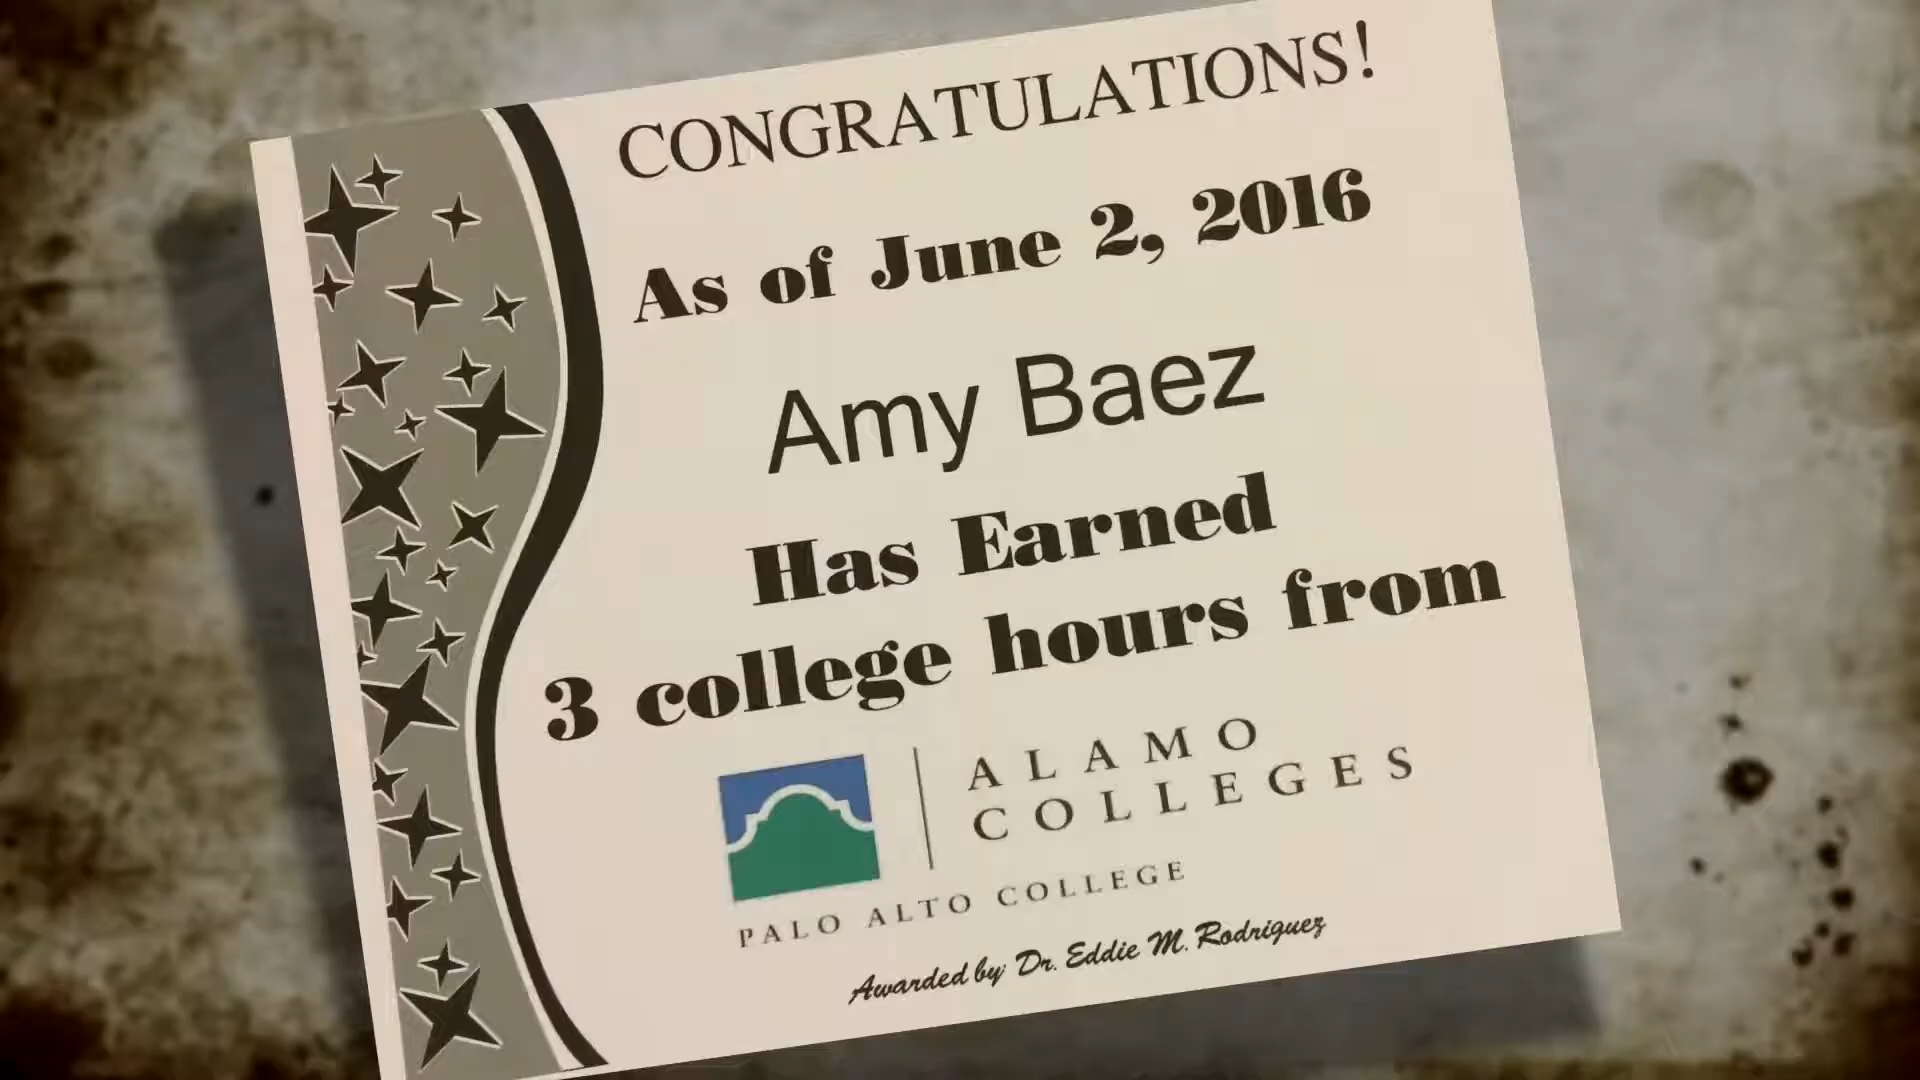 CONGRATULATIONS!
As of June 2, 2016
Amy Baez
Has Earned
3 college hours from
ALAMO
COLLEGES
PALO ALTO COLLEGE
Awarded by: Dr. Eddie M. Rodriguez